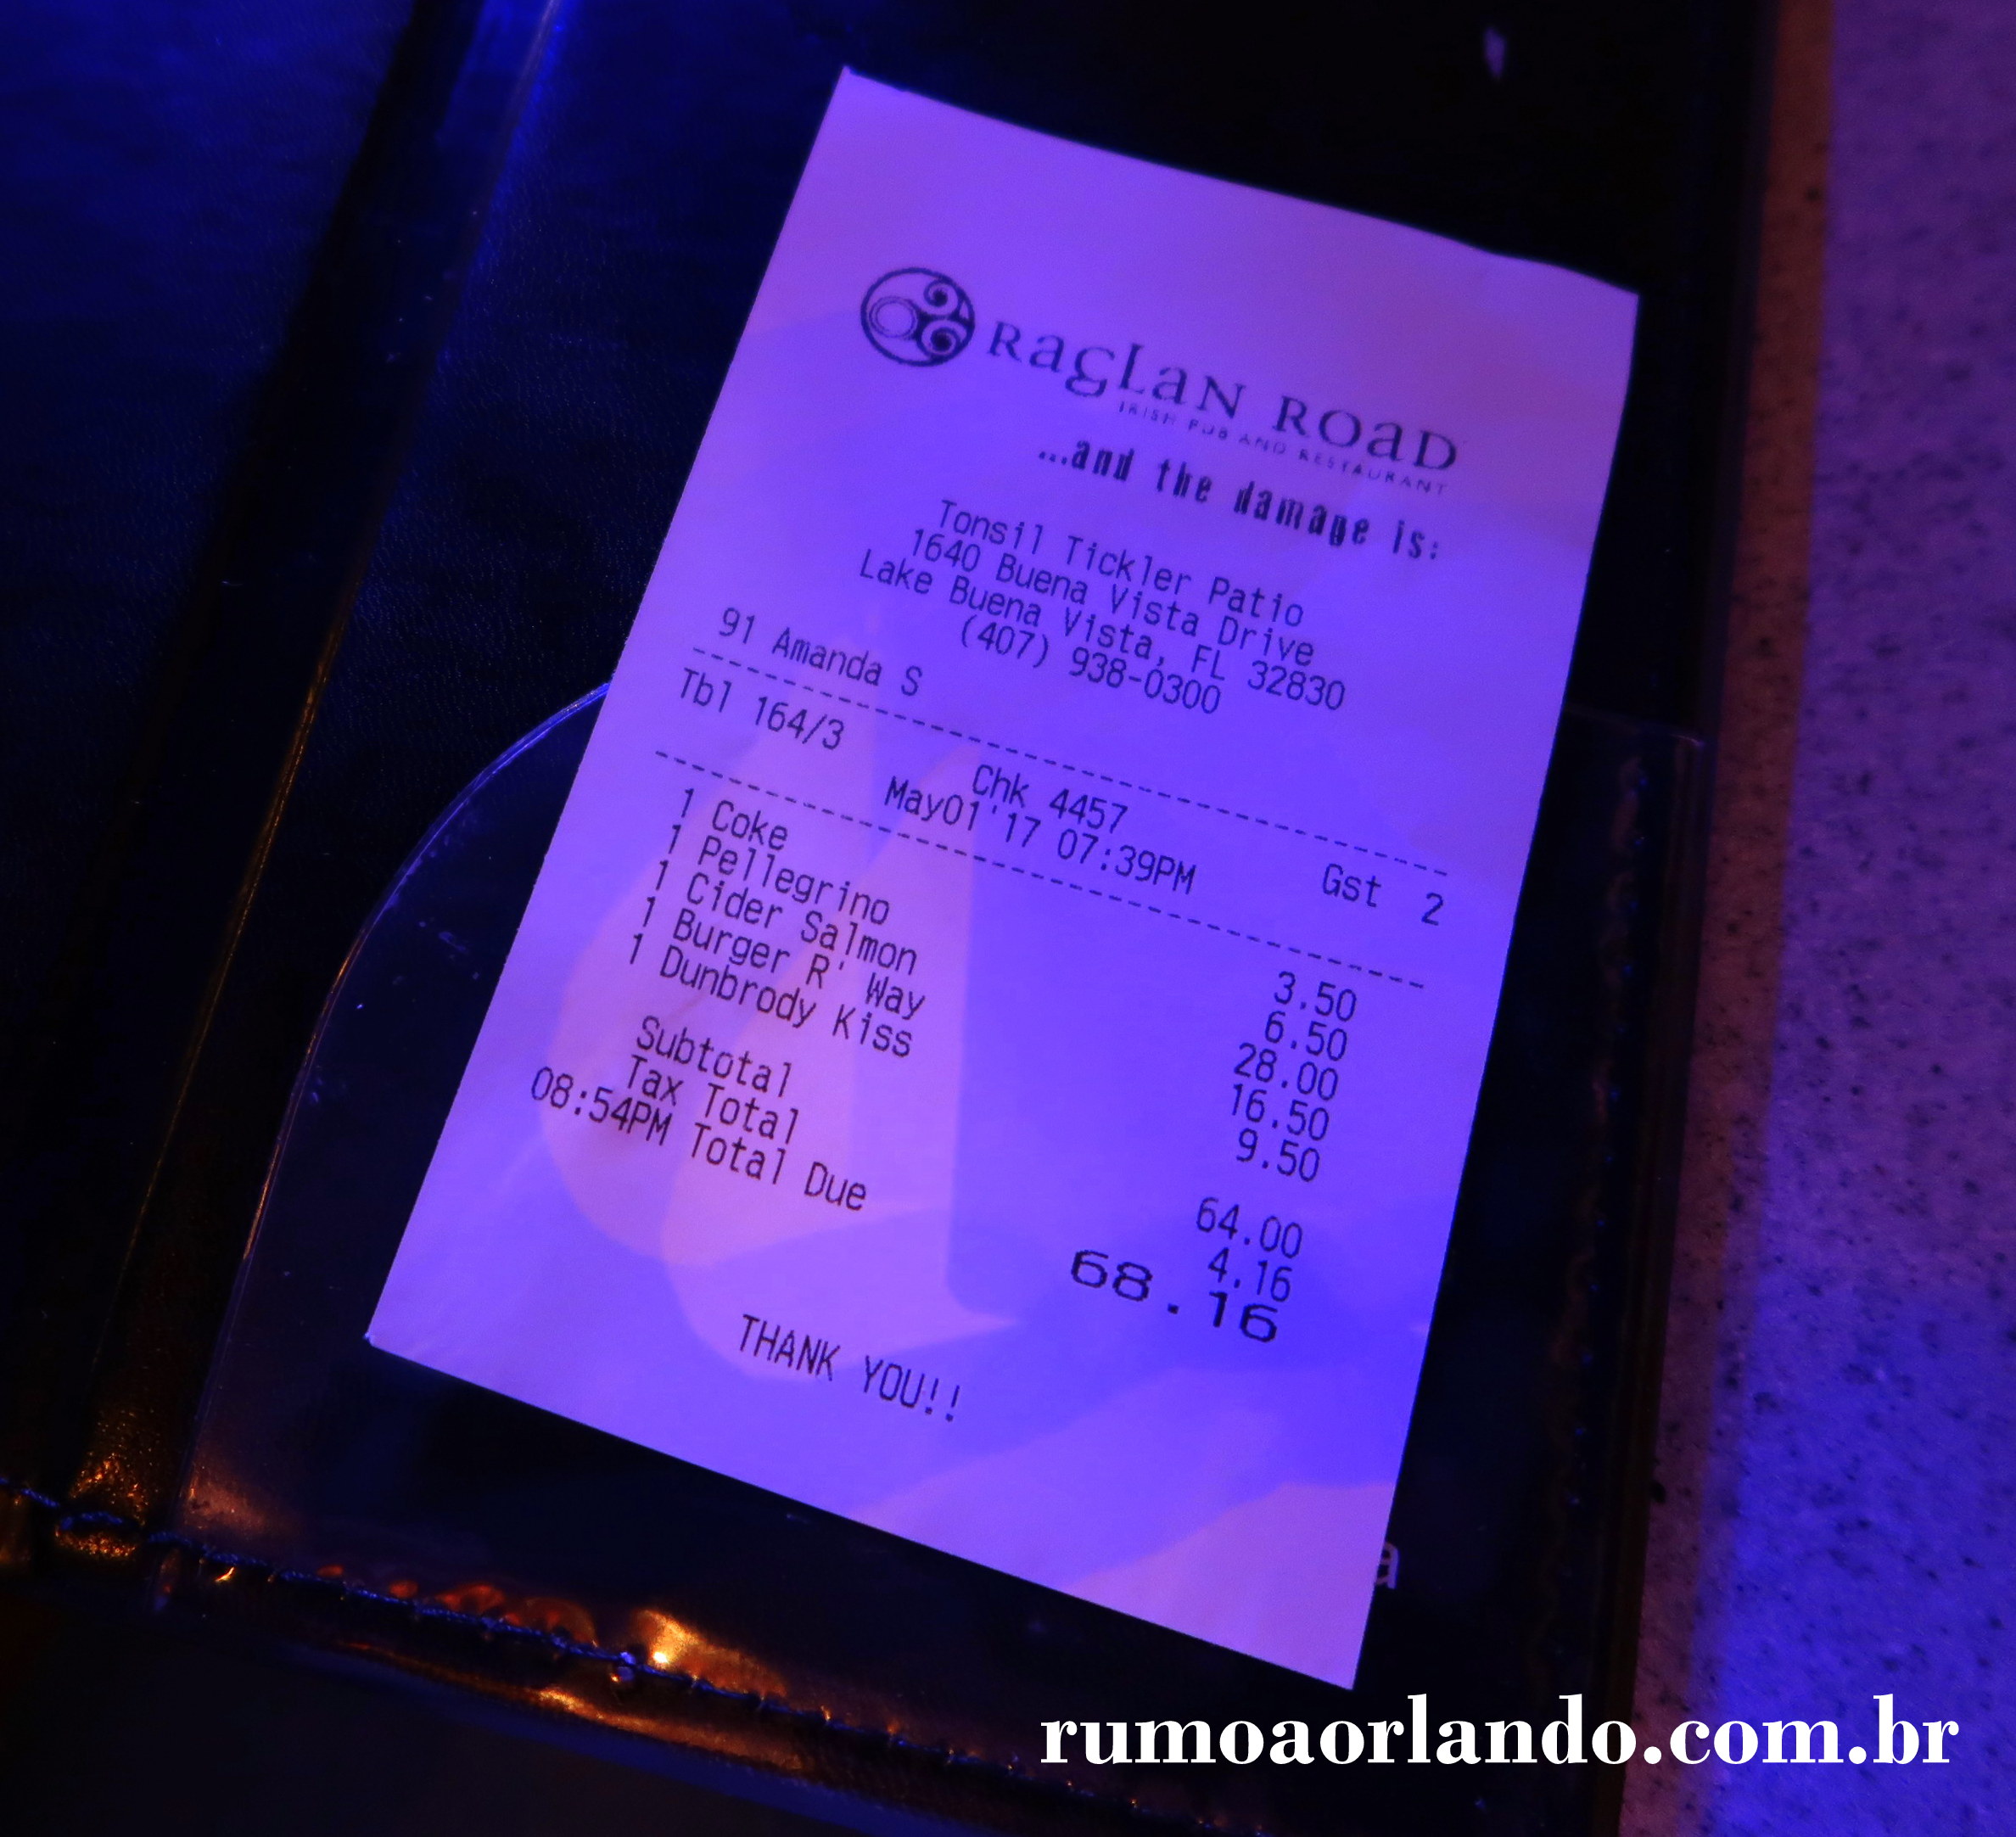 Raglan Road
IRISH PUB AND RESTAURANT
...and the damage is:
Tonsil Tickler Patio
1640 Buena Vista Drive
Lake Buena Vista, FL 32830
(407) 938-0300
91 Amanda S
Tbl 164/3 Chk 4457 Gst 2
May01'17 07:39PM
1 Coke 3.50
1 Pellegrino 6.50
1 Cider Salmon 28.00
1 Burger R' Way 16.50
1 Dunbrody Kiss 9.50
Subtotal 64.00
Tax Total 4.16
08:54PM Total Due 68.16
THANK YOU!!
a
rumoaorlando.com.br